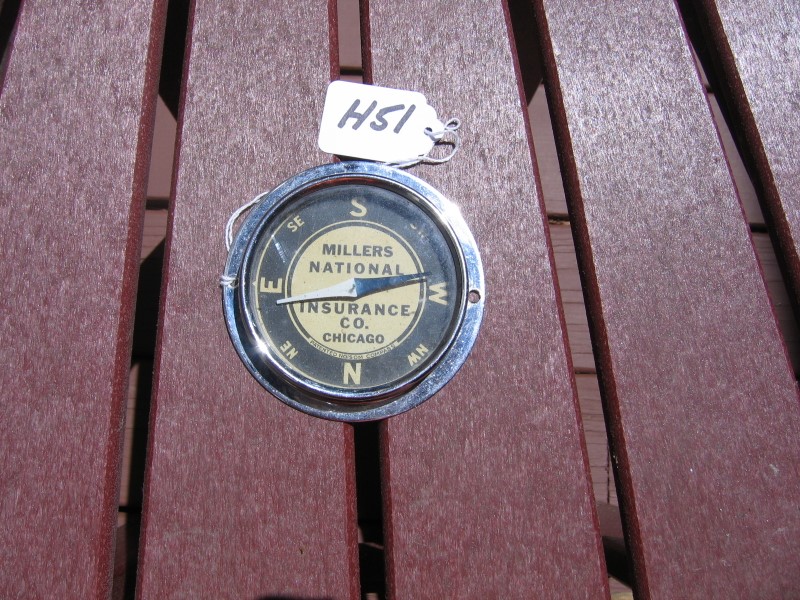 H51
S
SE
E
W
NE
NW
N
MILLERS
NATIONAL
INSURANCE
CO.
CHICAGO